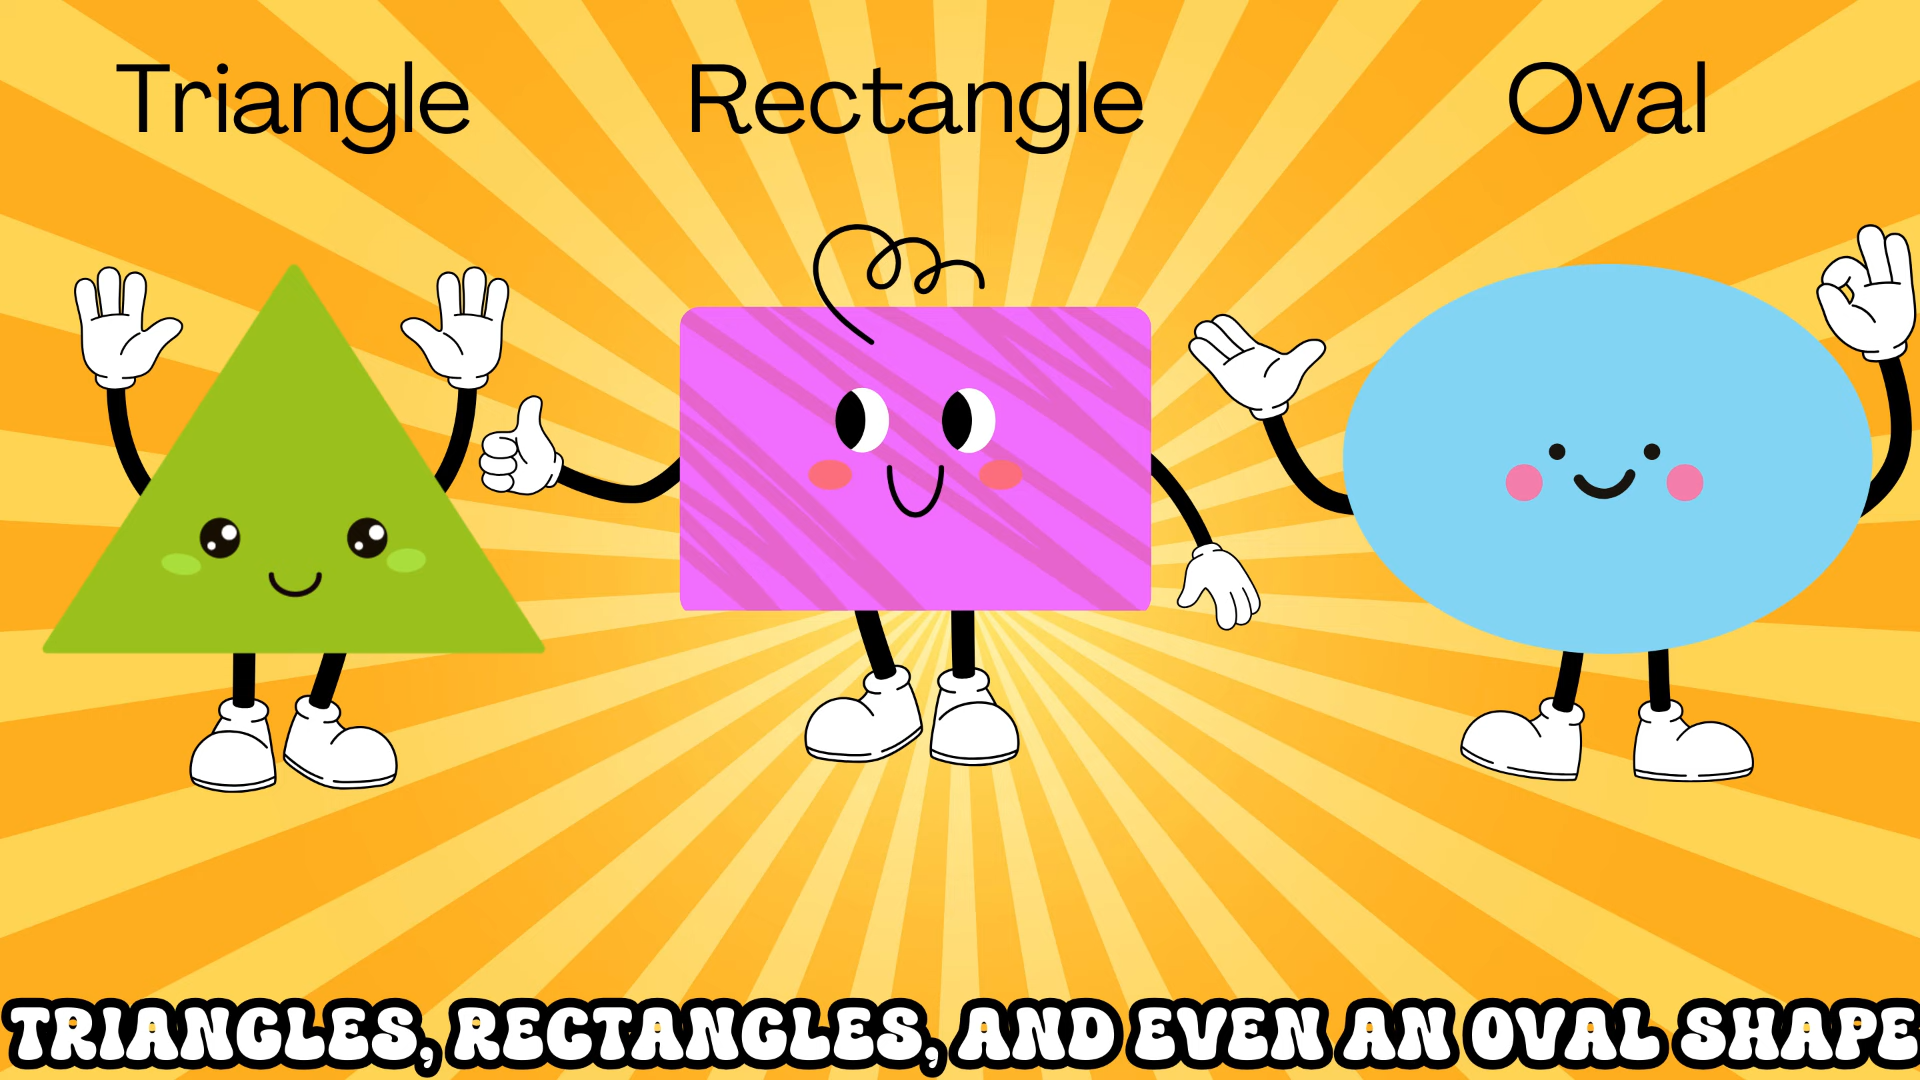 Triangle Rectangle Oval
TRIANGLES, RECTANGLES, AND EVEN AN OVAL SHAPE